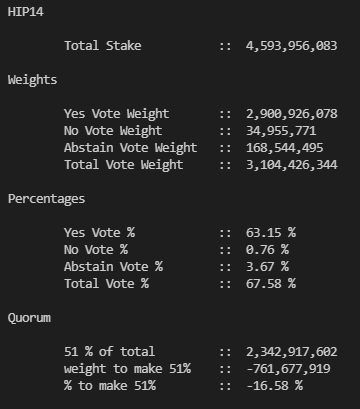 HIP14
Total Stake :: 4,593,956,083
Weights
Yes Vote Weight :: 2,900,926,078
No Vote Weight :: 34,955,771
Abstain Vote Weight :: 168,544,495
Total Vote Weight :: 3,104,426,344
Percentages
Yes Vote % :: 63.15 %
No Vote % :: 0.76 %
Abstain Vote % :: 3.67 %
Total Vote % :: 67.58 %
Quorum
51 % of total :: 2,342,917,602
weight to make 51% :: -761,677,919
% to make 51% :: -16.58 %